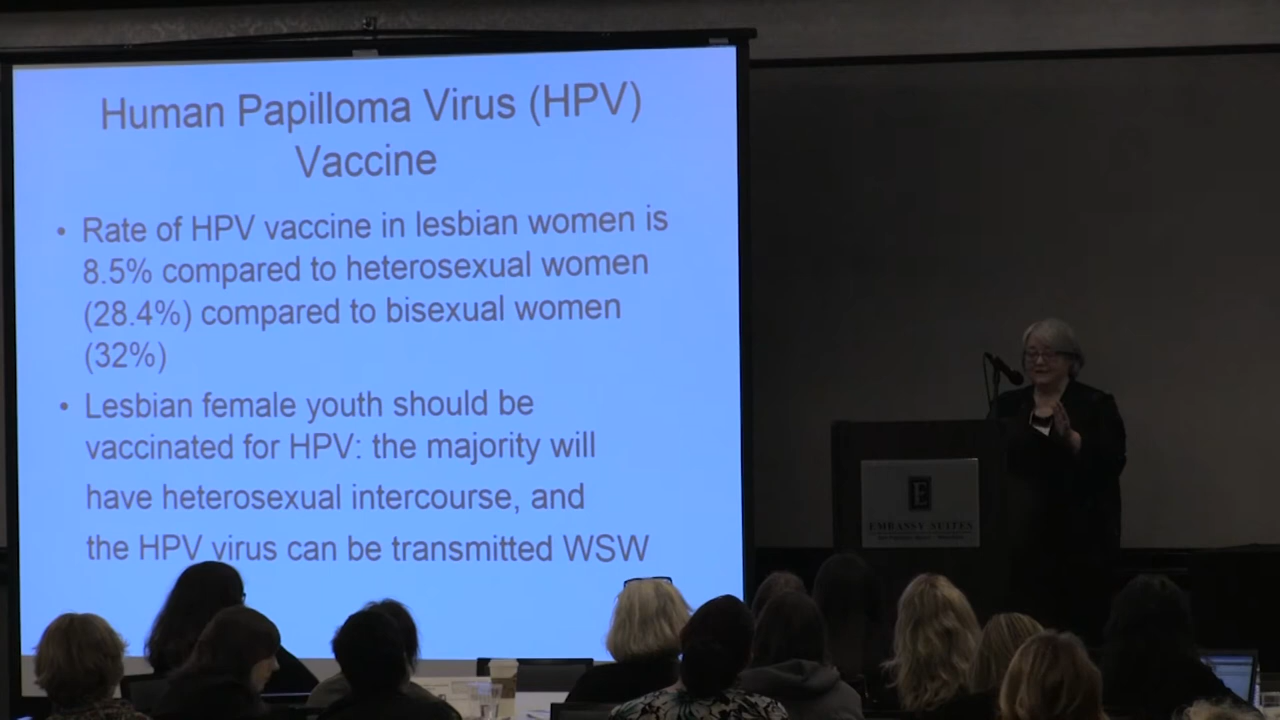 Human Papilloma Virus (HPV)
Vaccine
• Rate of HPV vaccine in lesbian women is
8.5% compared to heterosexual women
(28.4%) compared to bisexual women
(32%)
• Lesbian female youth should be
vaccinated for HPV: the majority will
have heterosexual intercourse, and
the HPV virus can be transmitted WSW
E
EMBASSY SUITES